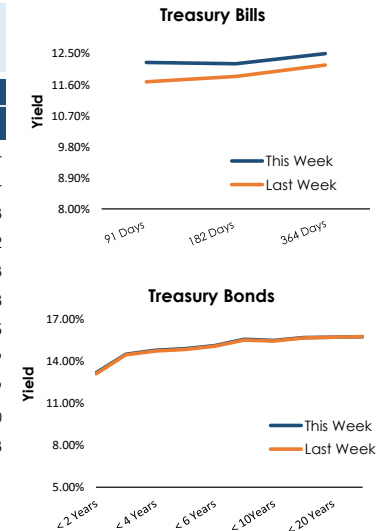 Treasury Bills
12.50%
11.60%
10.70%
9.80%
8.90%
8.00%
Yield
This Week
Last Week
91 Days
182 Days
364 Days
Treasury Bonds
17.00%
14.00%
11.00%
8.00%
5.00%
Yield
This Week
Last Week
< 2 Years
< 4 Years
< 6 Years
< 10Years
< 20 Years